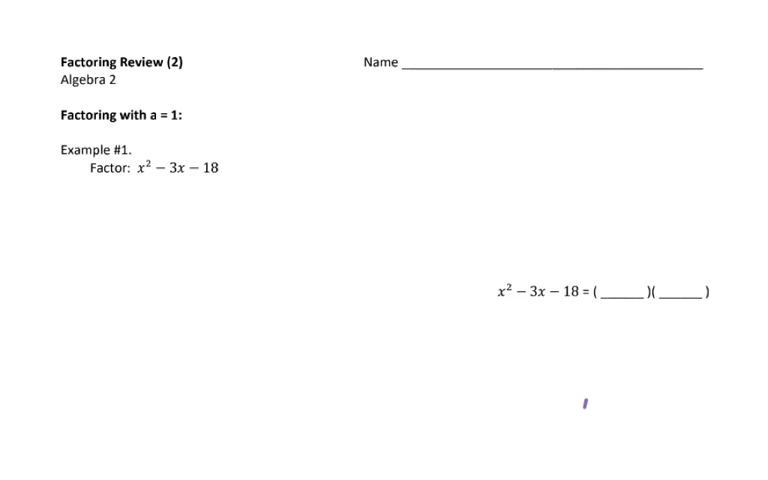 Factoring Review (2)
Name ____________________________________________
Algebra 2
Factoring with a = 1:
Example #1.
Factor: x² − 3x − 18
x² − 3x − 18 = ( ______ )( ______ )